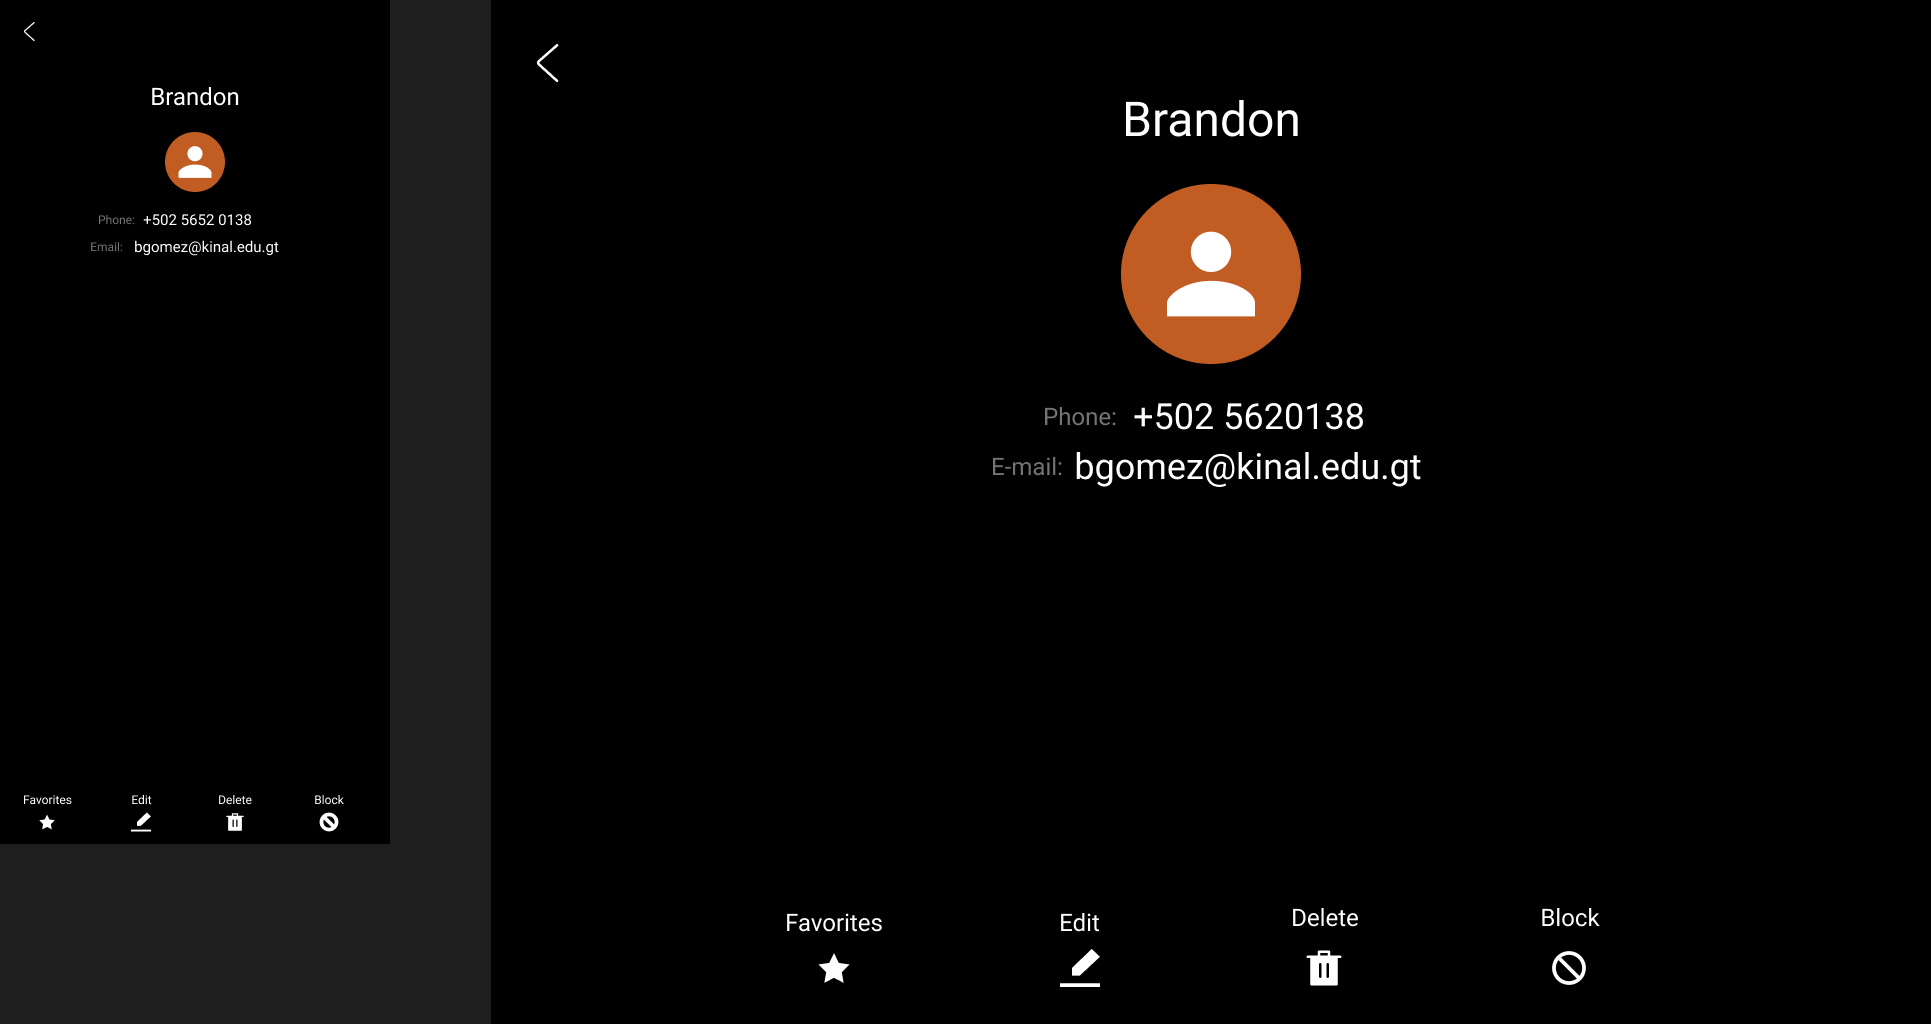 Brandon
Phone: +502 5652 0138
Email: bgomez@kinal.edu.gt
Favorites Edit Delete Block
Brandon
Phone: +502 5620138
E-mail: bgomez@kinal.edu.gt
Favorites Edit Delete Block